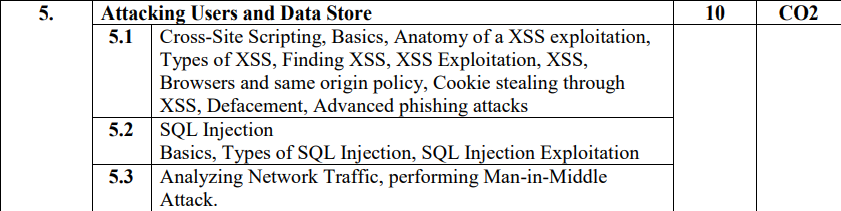 5. Attacking Users and Data Store 10 CO2
5.1 Cross-Site Scripting, Basics, Anatomy of a XSS exploitation,
Types of XSS, Finding XSS, XSS Exploitation, XSS,
Browsers and same origin policy, Cookie stealing through
XSS, Defacement, Advanced phishing attacks
5.2 SQL Injection
Basics, Types of SQL Injection, SQL Injection Exploitation
5.3 Analyzing Network Traffic, performing Man-in-Middle
Attack.